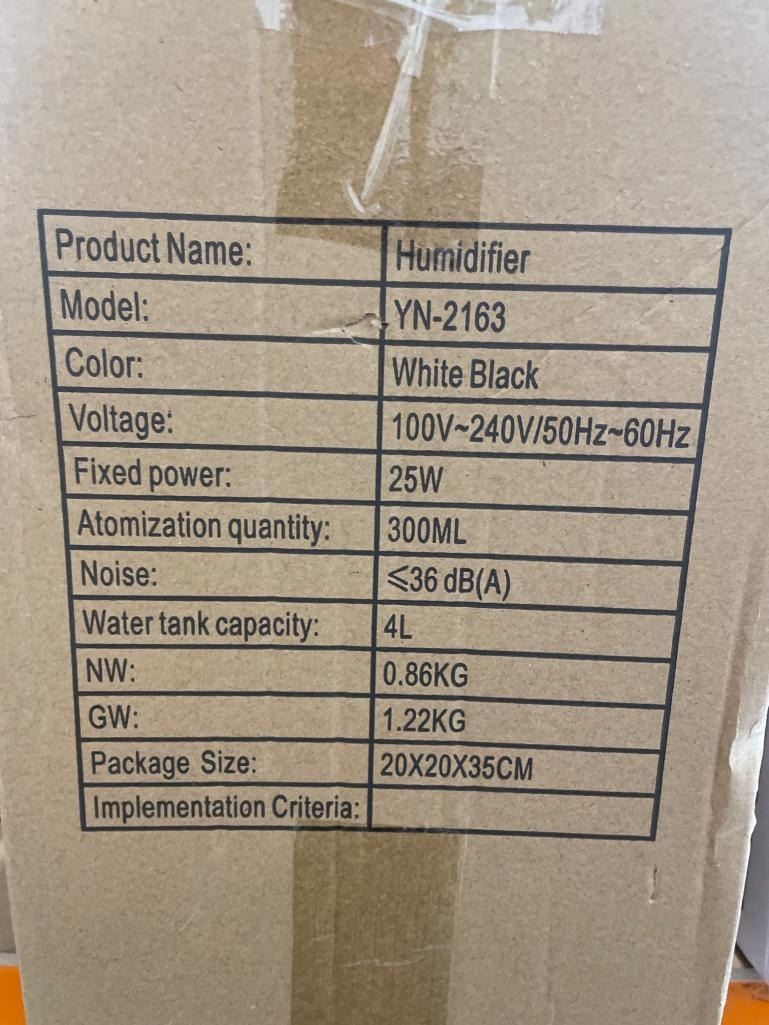 Product Name: Humidifier
Model: YN-2163
Color: White Black
Voltage: 100V~240V/50Hz~60Hz
Fixed power: 25W
Atomization quantity: 300ML
Noise: ⩽36 dB(A)
Water tank capacity: 4L
NW: 0.86KG
GW: 1.22KG
Package Size: 20X20X35CM
Implementation Criteria: